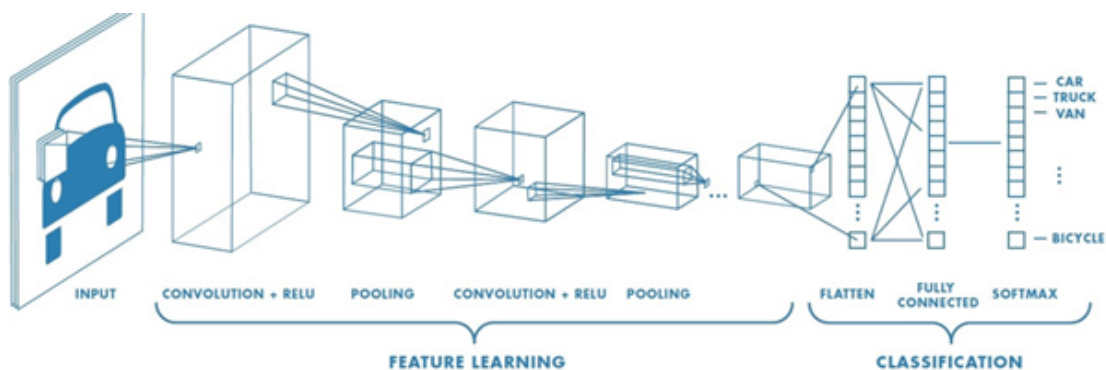 CAR
TRUCK
VAN
BICYCLE
INPUT
CONVOLUTION + RELU
POOLING
CONVOLUTION + RELU
POOLING
FLATTEN
FULLY
CONNECTED
SOFTMAX
FEATURE LEARNING
CLASSIFICATION